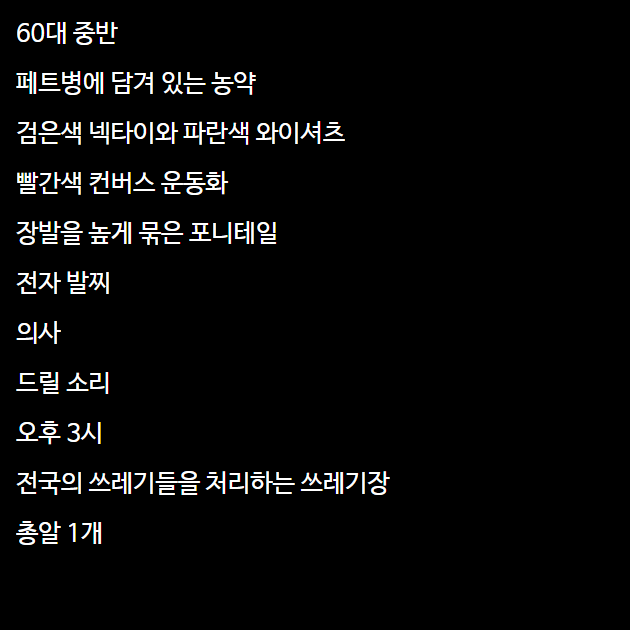 60대 중반
페트병에 담겨 있는 농약
검은색 넥타이와 파란색 와이셔츠
빨간색 컨버스 운동화
장발을 높게 묶은 포니테일
전자 발찌
의사
드릴 소리
오후 3시
전국의 쓰레기들을 처리하는 쓰레기장
총알 1개